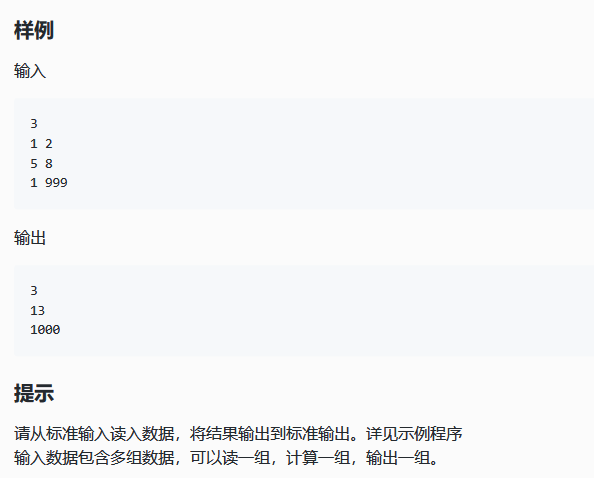 样例
输入
3
1 2
5 8
1 999
输出
3
13
1000
提示
请从标准输入读入数据，将结果输出到标准输出。详见示例程序
输入数据包含多组数据，可以读一组，计算一组，输出一组。